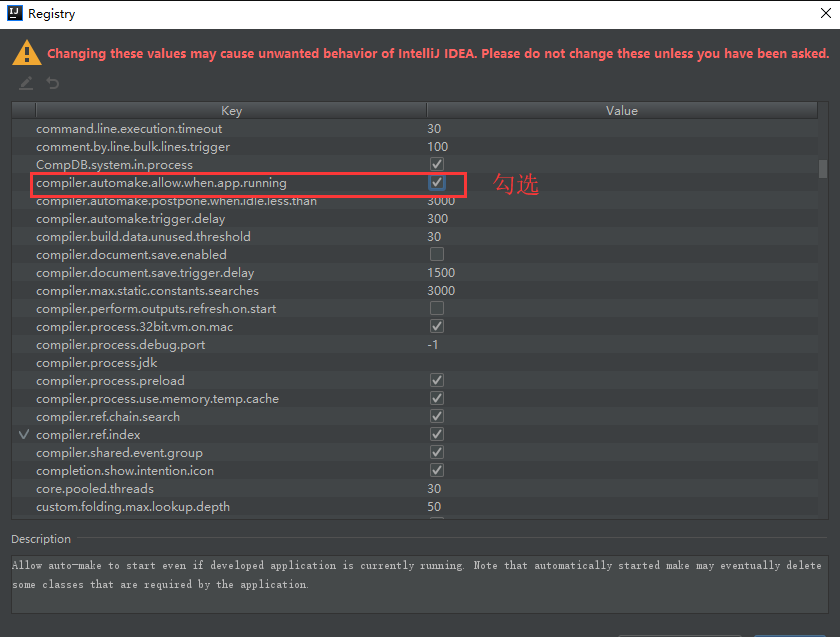 IJ Registry
Changing these values may cause unwanted behavior of IntelliJ IDEA. Please do not change these unless you have been asked.
Key Value
command.line.execution.timeout 30
comment.by.line.bulk.lines.trigger 100
CompDB.system.in.process
compiler.automake.allow.when.app.running 勾选
compiler.automake.postpone.when.idle.less.than 3000
compiler.automake.trigger.delay 300
compiler.build.data.unused.threshold 30
compiler.document.save.enabled
compiler.document.save.trigger.delay 1500
compiler.max.static.constants.searches 3000
compiler.perform.outputs.refresh.on.start
compiler.process.32bit.vm.on.mac
compiler.process.debug.port -1
compiler.process.jdk
compiler.process.preload
compiler.process.use.memory.temp.cache
compiler.ref.chain.search
compiler.ref.index
compiler.shared.event.group
completion.show.intention.icon
core.pooled.threads 30
custom.folding.max.lookup.depth 50
Description
Allow auto-make to start even if developed application is currently running. Note that automatically started make may eventually delete
some classes that are required by the application.